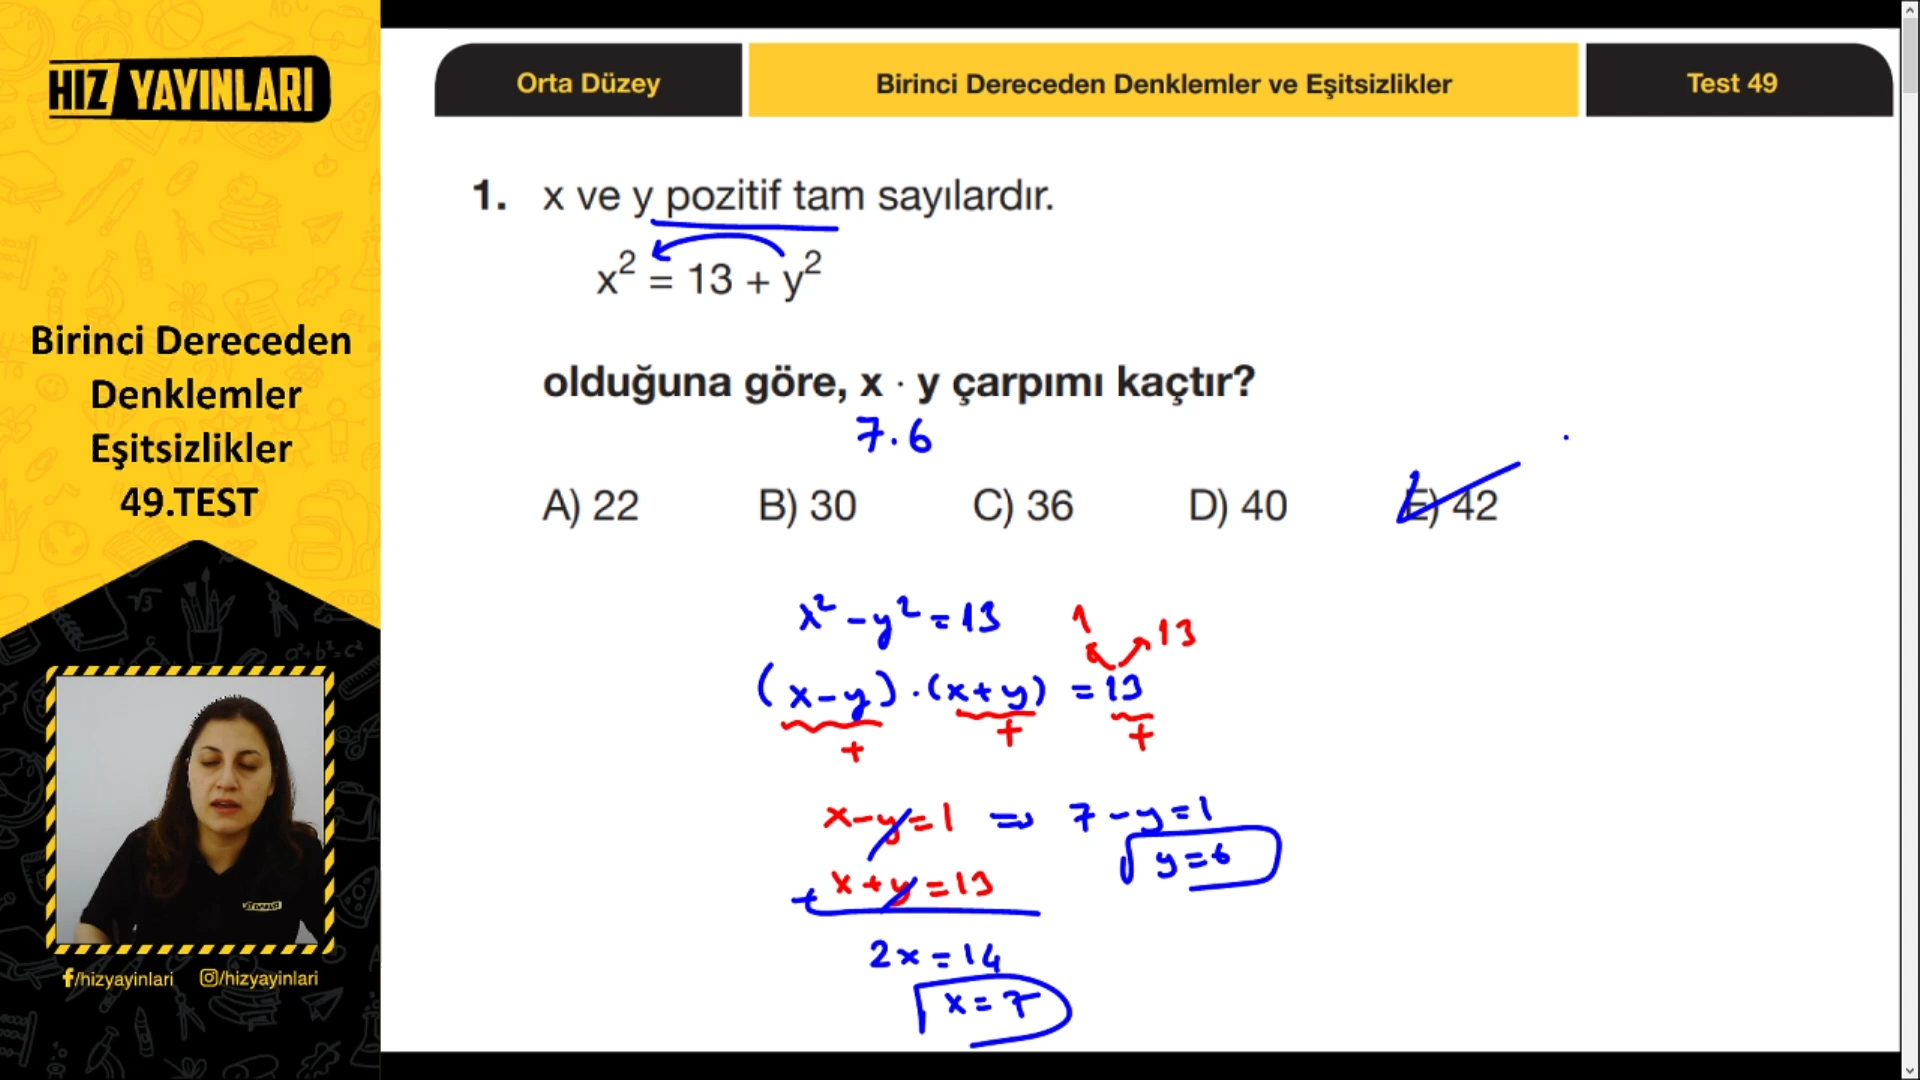 HIZ YAYINLARI
Birinci Dereceden
Denklemler
Eşitsizlikler
49.TEST
/hizyayinlari /hizyayinlari
Orta Düzey
Birinci Dereceden Denklemler ve Eşitsizlikler
Test 49
1. x ve y pozitif tam sayılardır.
x² = 13 + y²
olduğuna göre, x · y çarpımı kaçtır?
7.6
A) 22 B) 30 C) 36 D) 40 E) 42
x² - y² = 13
1 13
(x-y).(x+y) = 13
+ + +
x-y=1 ⇒ 7-y=1
y=6
+ x+y=13
2x=14
x=7